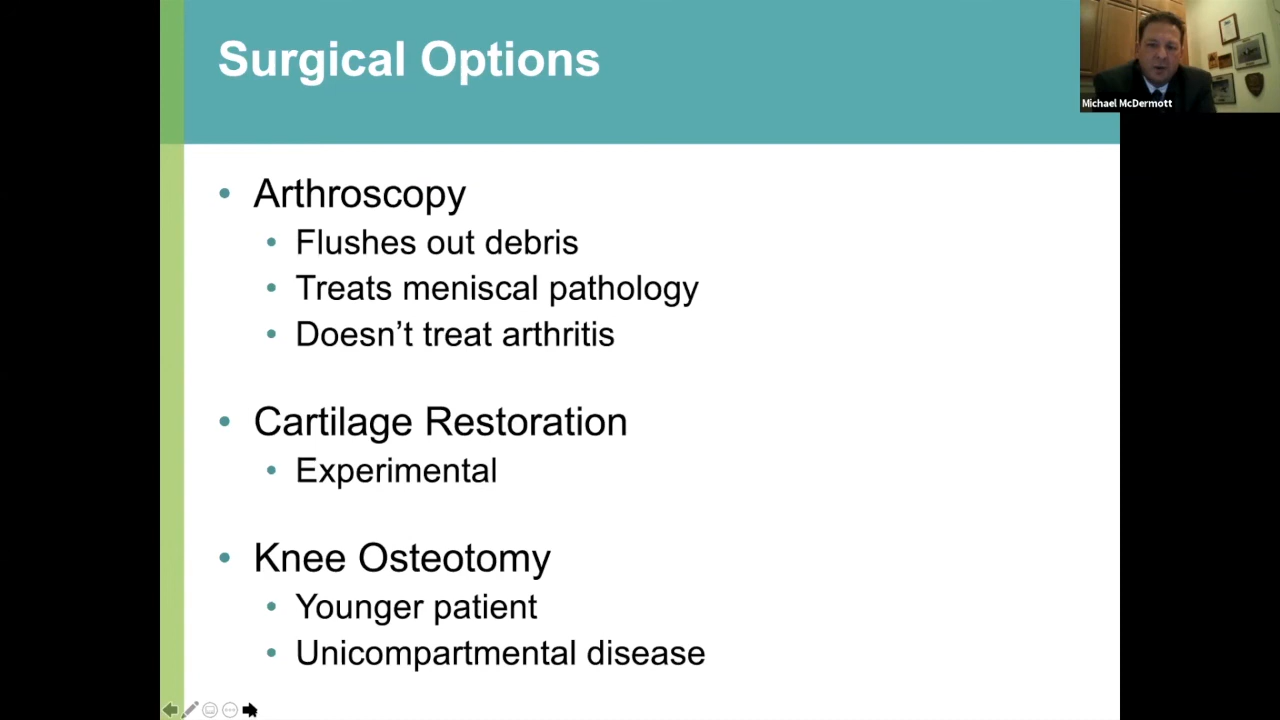 Surgical Options
Michael McDermott
• Arthroscopy
• Flushes out debris
• Treats meniscal pathology
• Doesn’t treat arthritis
• Cartilage Restoration
• Experimental
• Knee Osteotomy
• Younger patient
• Unicompartmental disease